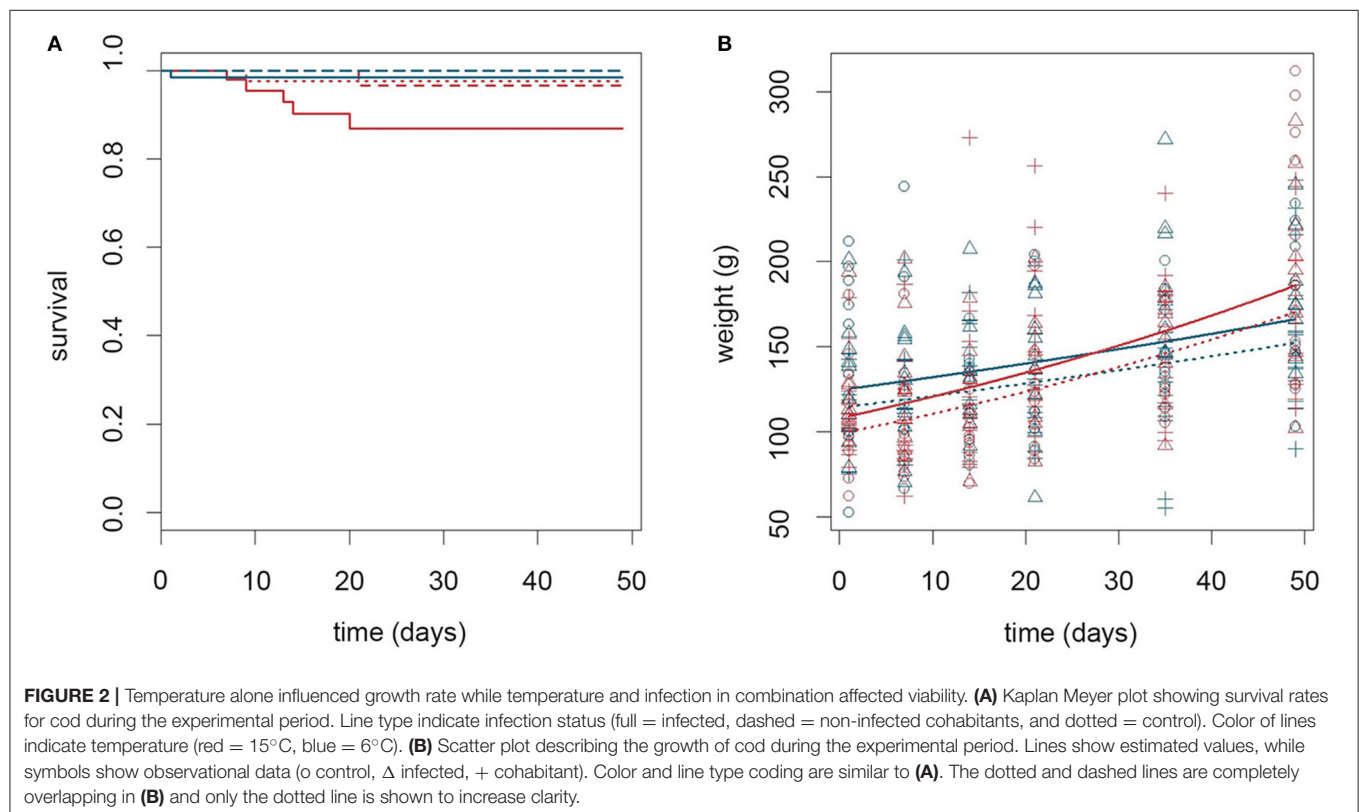 A
B
1.0
0.8
0.6
0.4
0.2
0.0
survival
0 10 20 30 40 50
time (days)
300
250
200
150
100
50
weight (g)
0 10 20 30 40 50
time (days)
FIGURE 2 | Temperature alone influenced growth rate while temperature and infection in combination affected viability. (A) Kaplan Meyer plot showing survival rates
for cod during the experimental period. Line type indicate infection status (full = infected, dashed = non-infected cohabitants, and dotted = control). Color of lines
indicate temperature (red = 15°C, blue = 6°C). (B) Scatter plot describing the growth of cod during the experimental period. Lines show estimated values, while
symbols show observational data (o control, Δ infected, + cohabitant). Color and line type coding are similar to (A). The dotted and dashed lines are completely
overlapping in (B) and only the dotted line is shown to increase clarity.